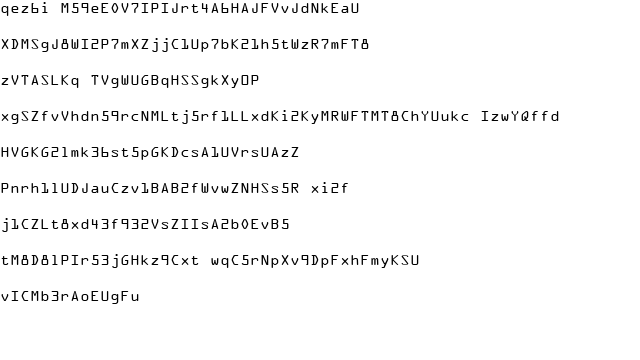 qez6i M59eE0V7IPIJrt4A6HAJFVvJdNkEaU
XDMSgJ8WI2P7mXZjjC1Up7bK21h5tWzR7mFT8
zVTASLKq TVgWUGBqHSSgkXyOP
xgSZfvVhdn59rcNMLtj5rf1LLxdKi2KyMRWFTMT8ChYUukc IzwYQffd
HVGKG21mk36st5pGKDcsA1UVrsUAzZ
Pnrh11UDJauCzv1BAB2fWvwZNHSs5R xi2f
j1CZLt8xd43f932VsZIIsA2b0EvB5
tM8D81PIr53jGHkz9Cxt wqC5rNpXv9DpFxhFmyKSU
vICMb3rAoEUgFu